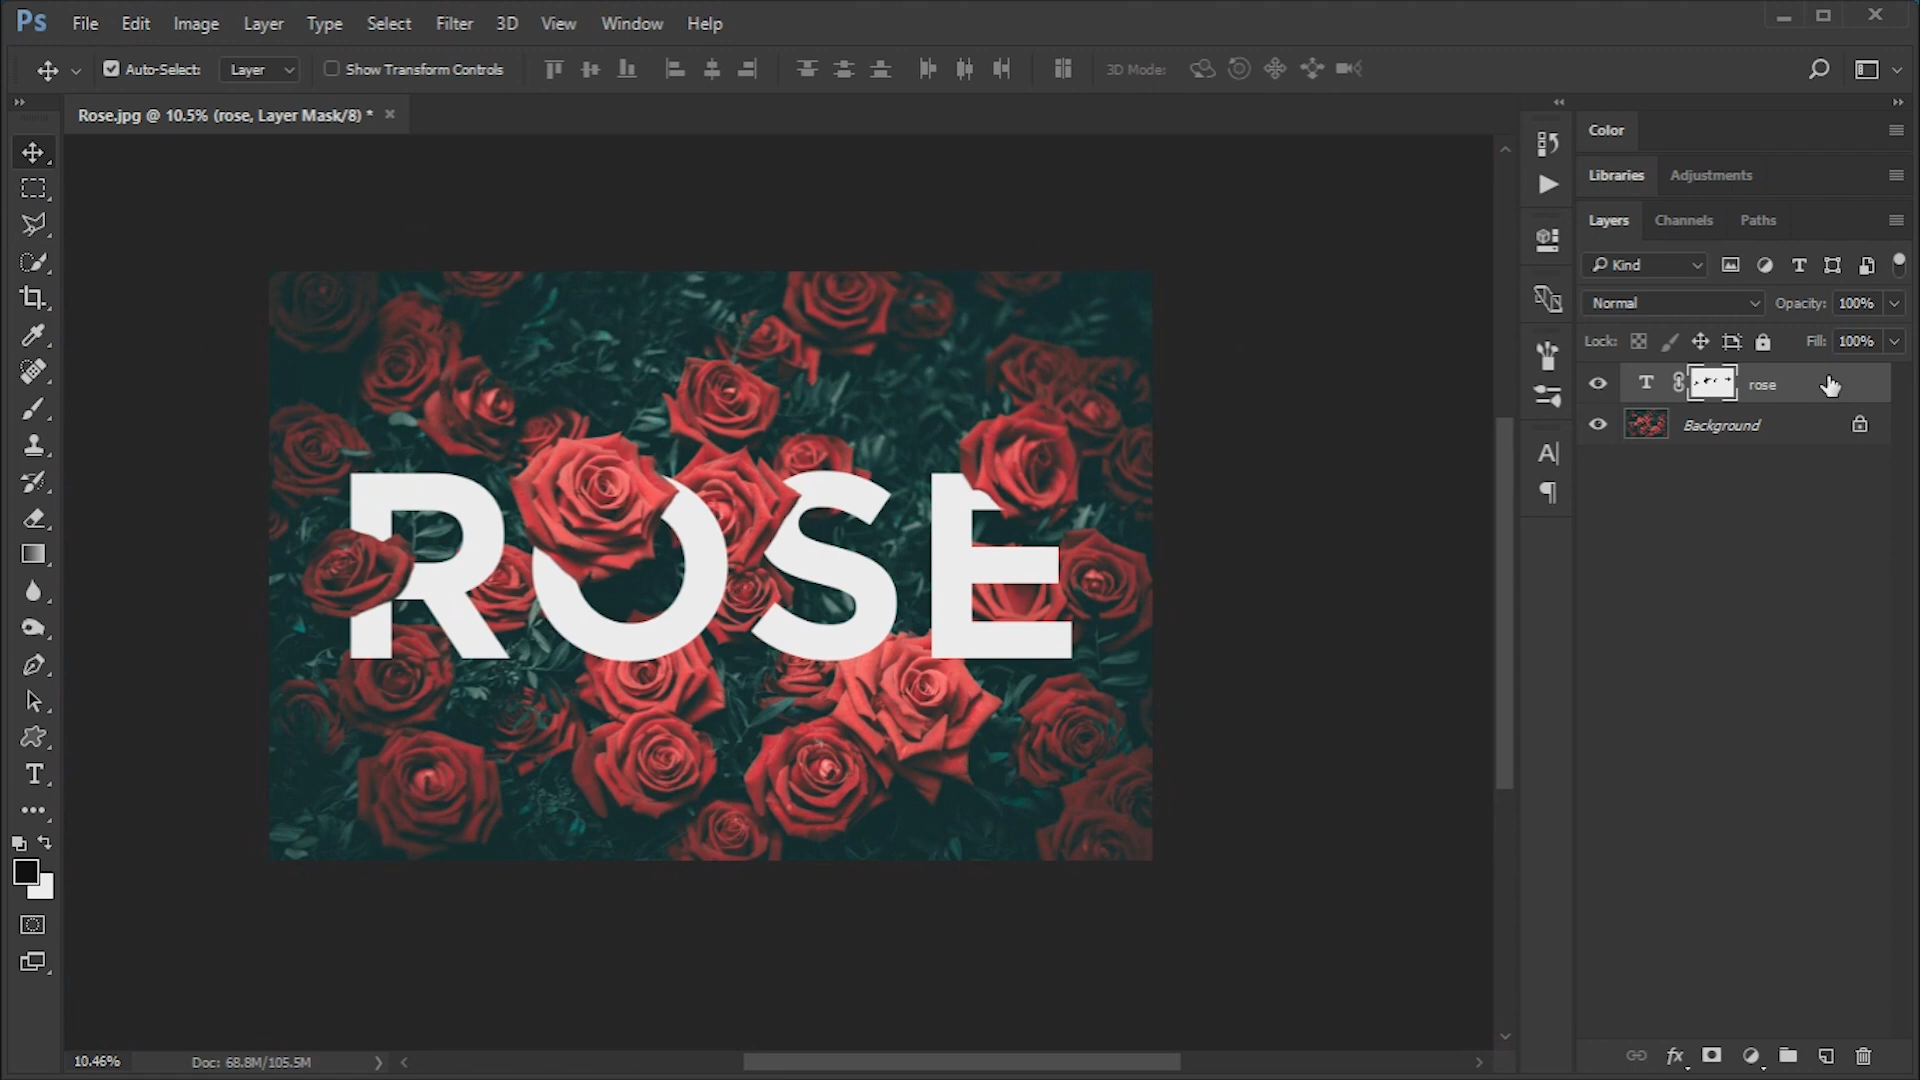 Ps File Edit Image Layer Type Select Filter 3D View Window Help
Auto-Select: Layer Show Transform Controls 3D Mode:
Rose.jpg @ 10.5% (rose, Layer Mask/8) *
Color
Libraries Adjustments
Layers Channels Paths
Kind
Normal Opacity: 100%
Lock: Fill: 100%
T rose
Background
ROSE
10.46% Doc: 68.8M/105.5M